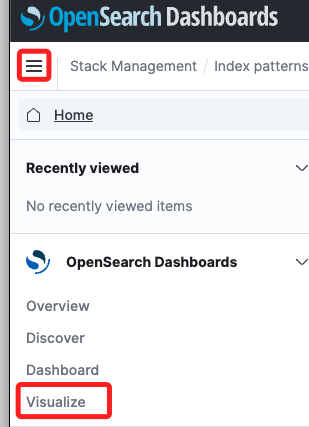 OpenSearch Dashboards
Stack Management / Index patterns
Home
Recently viewed
No recently viewed items
OpenSearch Dashboards
Overview
Discover
Dashboard
Visualize